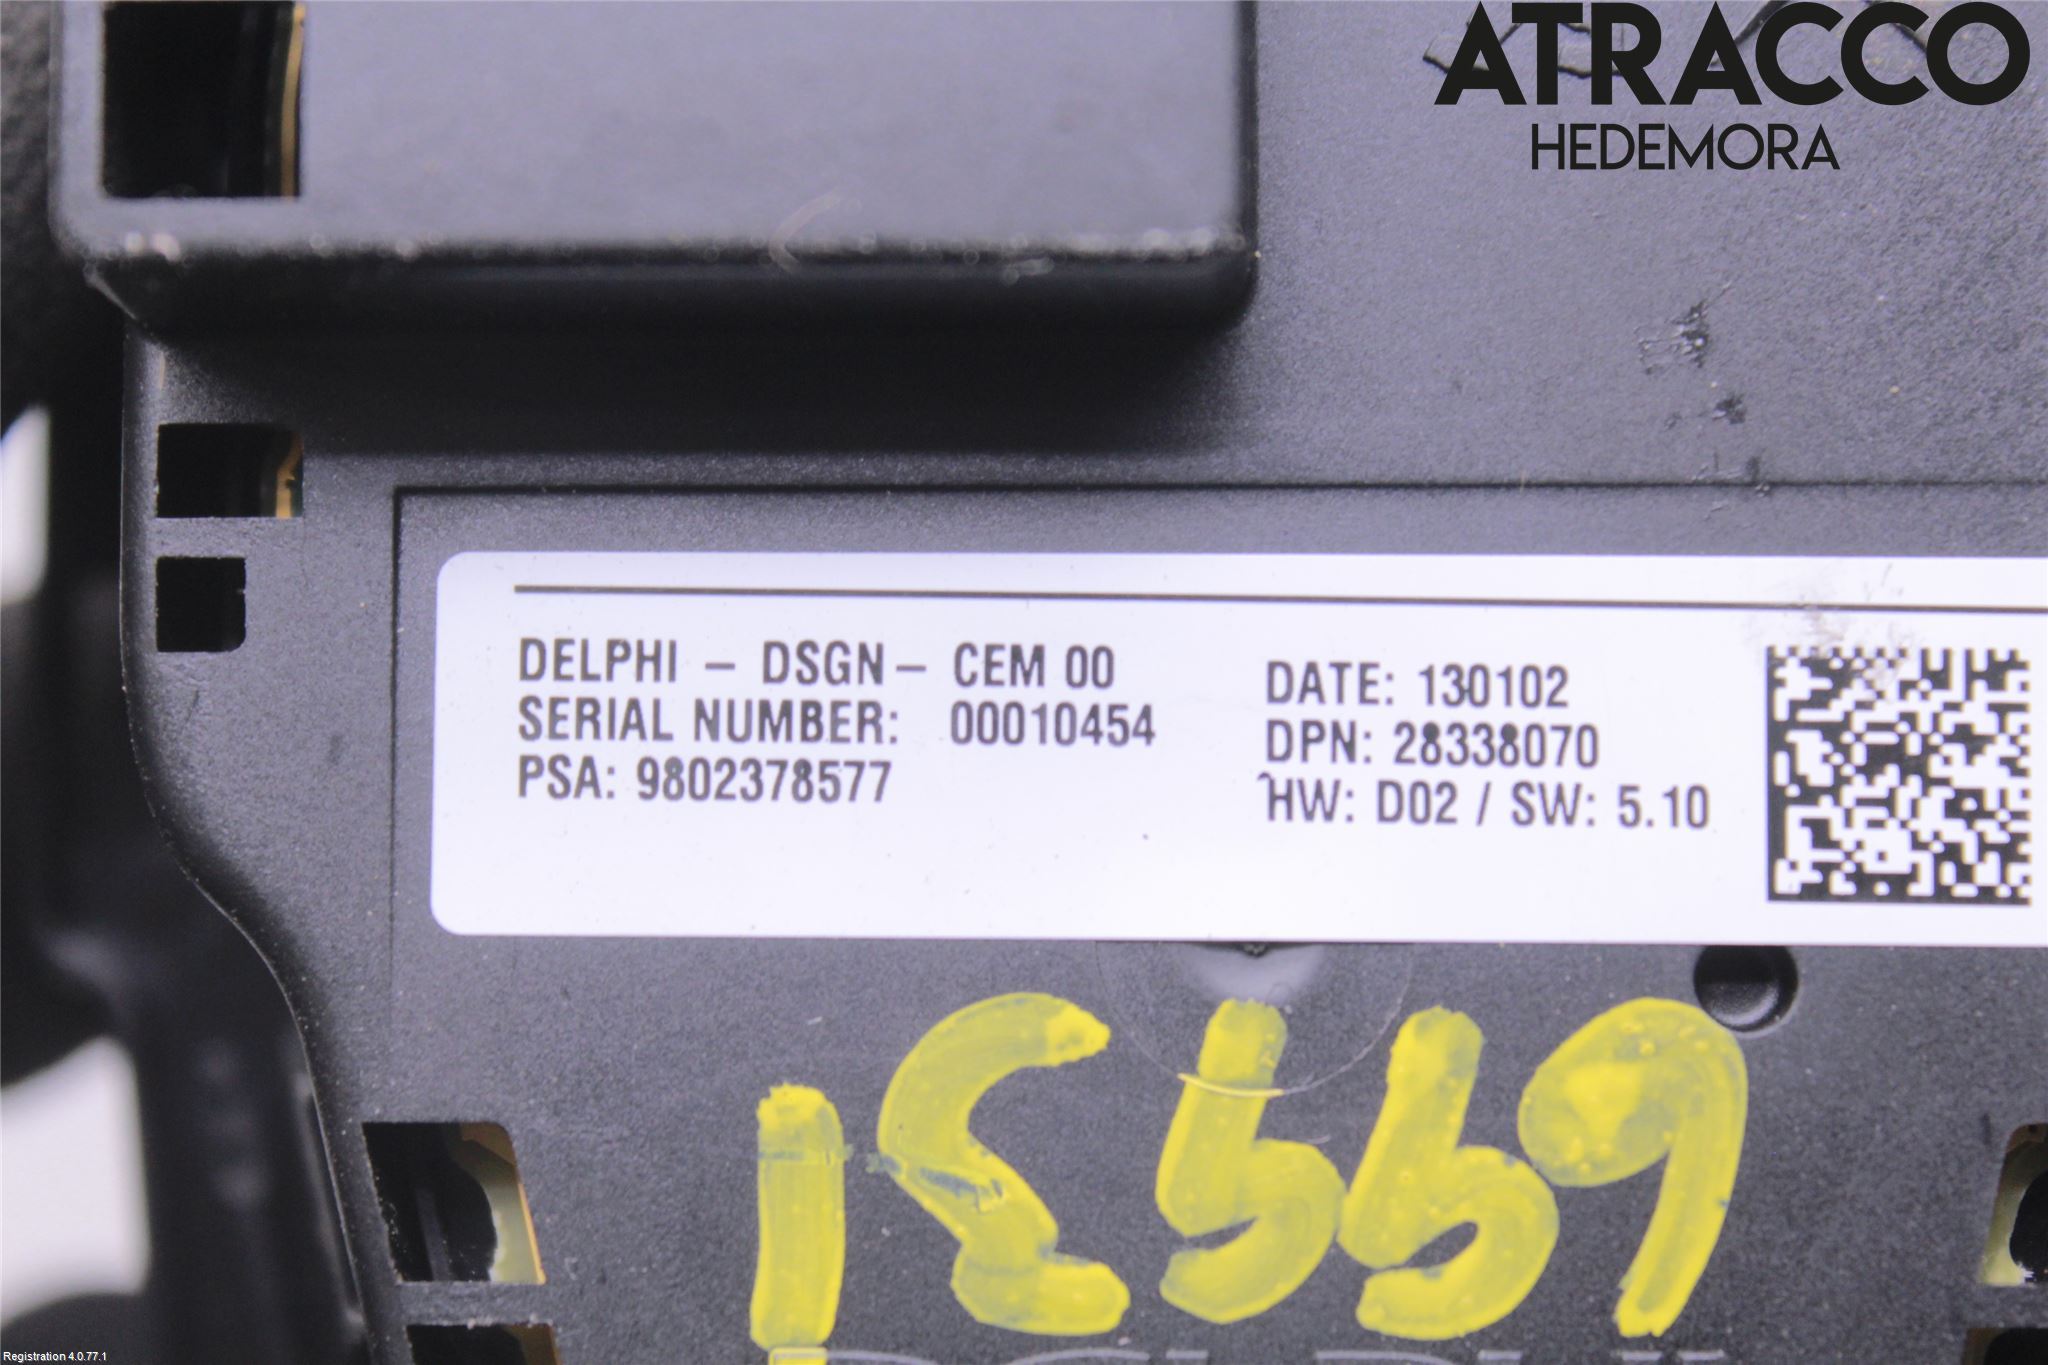 ATRACCO
HEDEMORA
DELPHI - DSGN - CEM 00
SERIAL NUMBER: 00010454
PSA: 9802378577
DATE: 130102
DPN: 28338070
HW: D02 / SW: 5.10
Registration 4.0.77.1